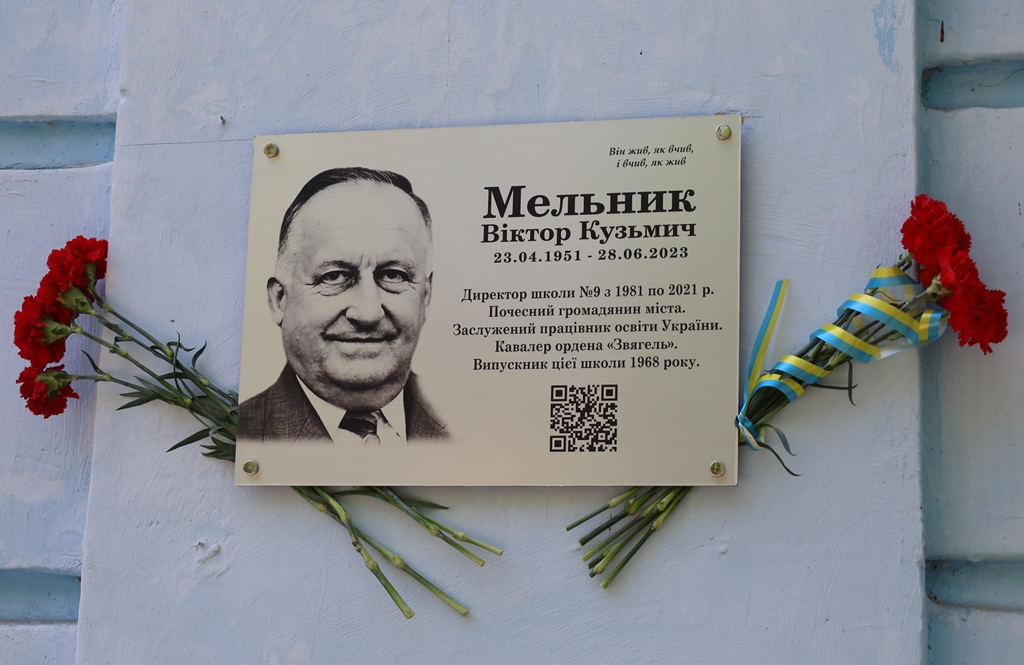 Він жив, як вчив,
і вчив, як жив
Мельник
Віктор Кузьмич
23.04.1951 - 28.06.2023
Директор школи №9 з 1981 по 2021 р.
Почесний громадянин міста.
Заслужений працівник освіти України.
Кавалер ордена «Звягель».
Випускник цієї школи 1968 року.